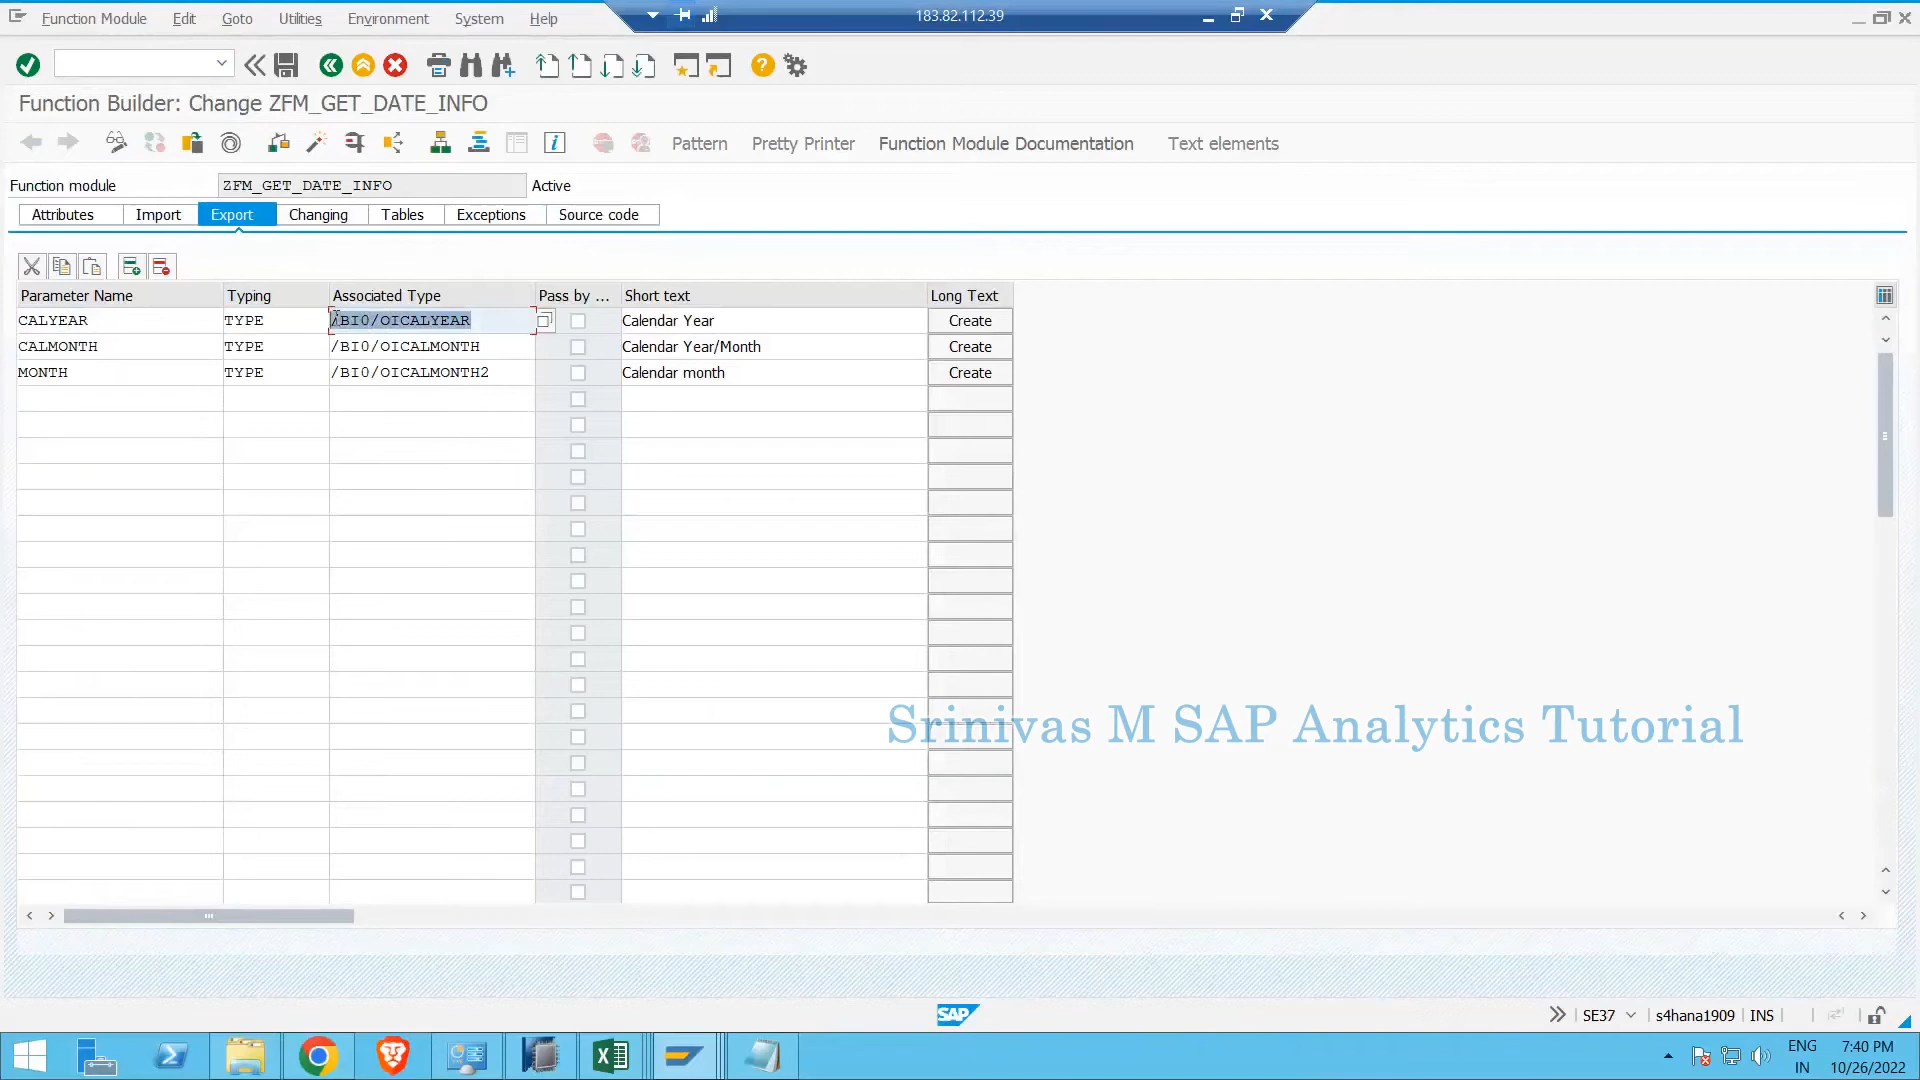 183.82.112.39
Function Module Edit Goto Utilities Environment System Help
Function Builder: Change ZFM_GET_DATE_INFO
Pattern Pretty Printer Function Module Documentation Text elements
Function module ZFM_GET_DATE_INFO Active
Attributes Import Export Changing Tables Exceptions Source code
Parameter Name Typing Associated Type Pass by ... Short text Long Text
CALYEAR TYPE /BI0/OICALYEAR Calendar Year Create
CALMONTH TYPE /BI0/OICALMONTH Calendar Year/Month Create
MONTH TYPE /BI0/OICALMONTH2 Calendar month Create
Srinivas M SAP Analytics Tutorial
SAP
SE37 s4hana1909 INS
ENG 7:40 PM
IN 10/26/2022